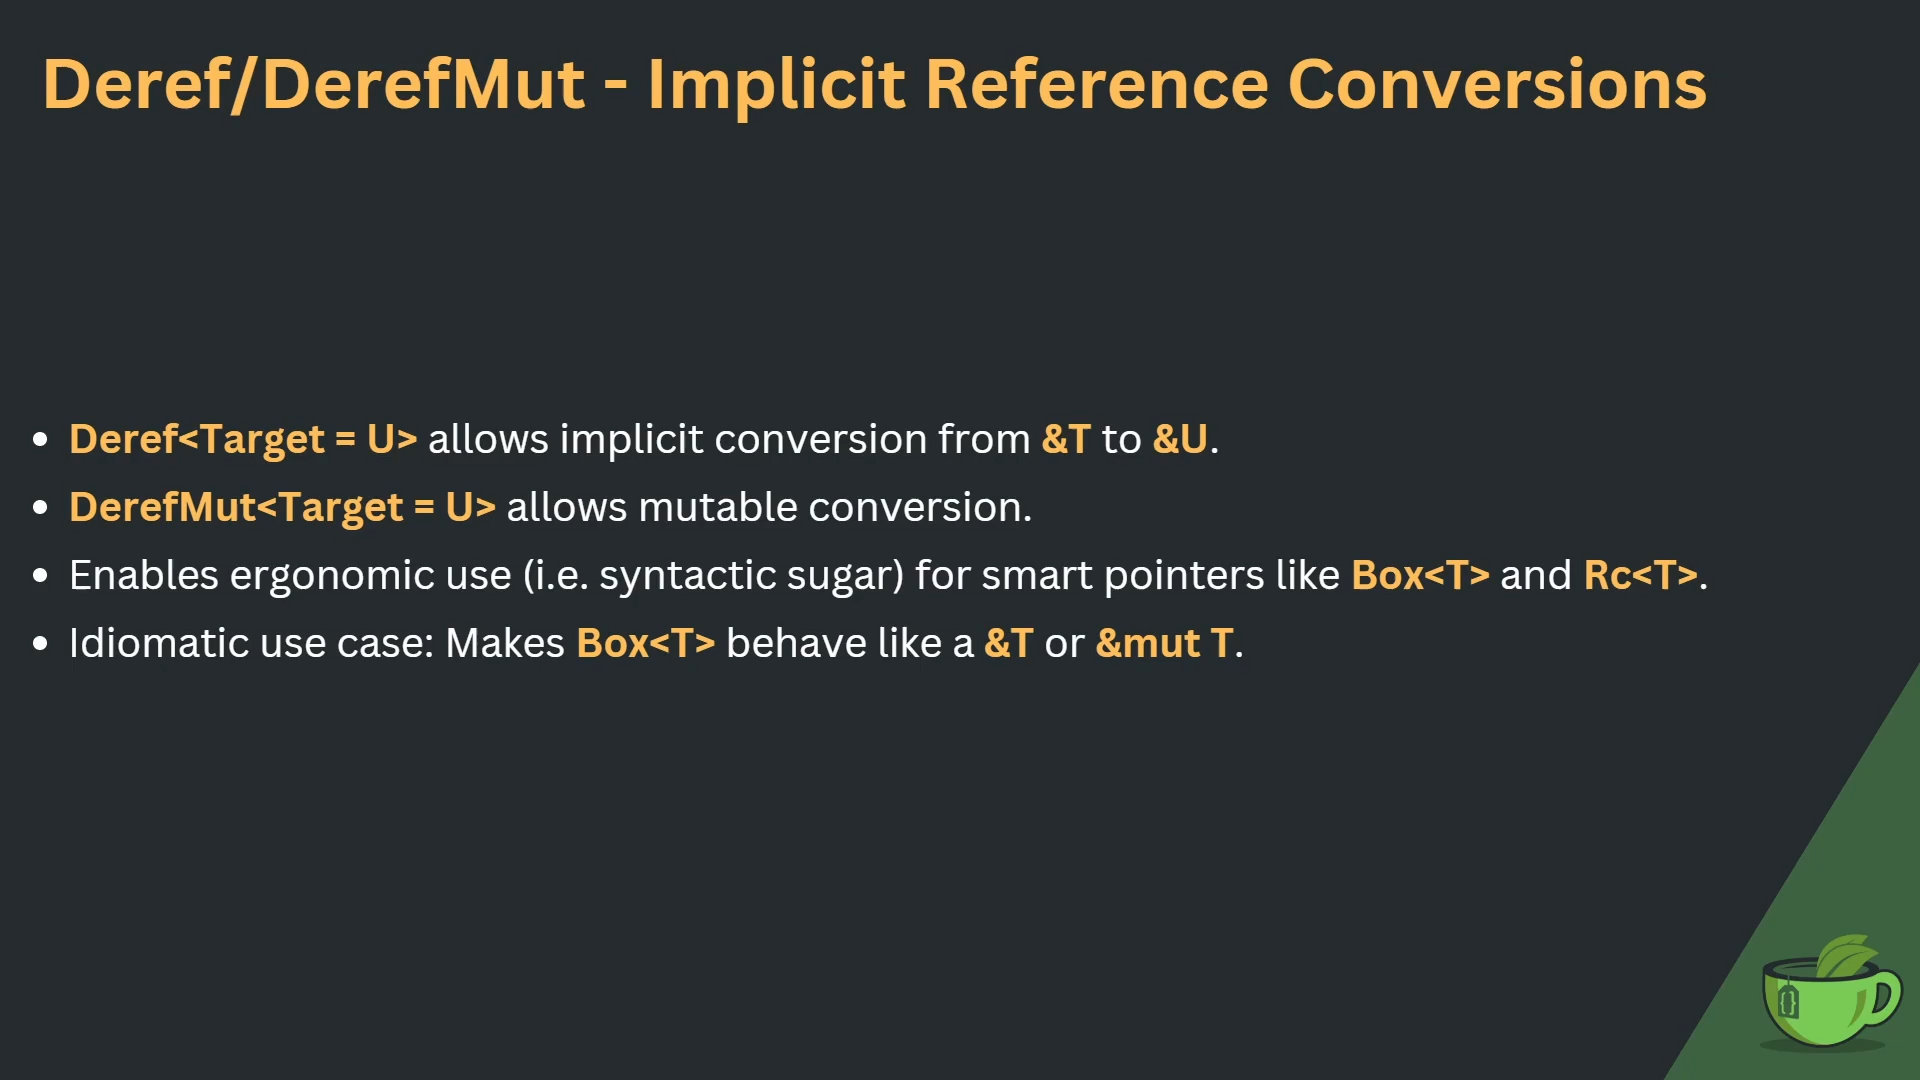 Deref/DerefMut - Implicit Reference Conversions
• Deref<Target = U> allows implicit conversion from &T to &U.
• DerefMut<Target = U> allows mutable conversion.
• Enables ergonomic use (i.e. syntactic sugar) for smart pointers like Box<T> and Rc<T>.
• Idiomatic use case: Makes Box<T> behave like a &T or &mut T.
{}